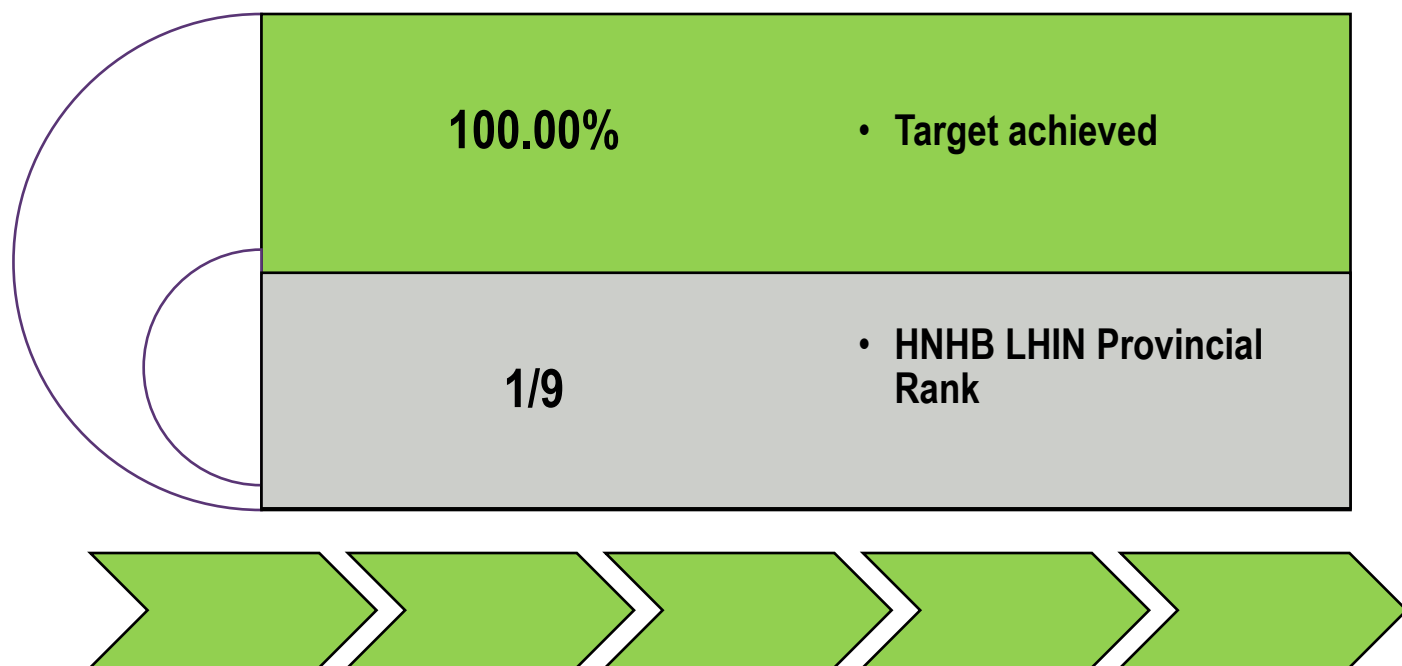 100.00%
• Target achieved
1/9
• HNHB LHIN Provincial
Rank